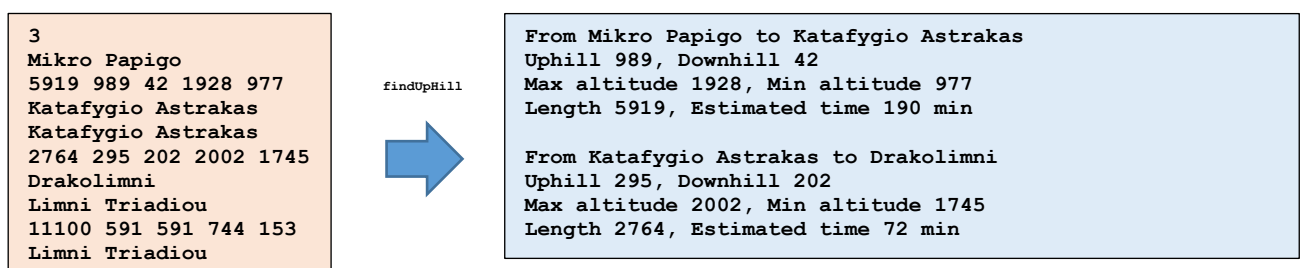 3
Mikro Papigo
5919 989 42 1928 977
Katafygio Astrakas
Katafygio Astrakas
2764 295 202 2002 1745
Drakolimni
Limni Triadiou
11100 591 591 744 153
Limni Triadiou
findUpHill
From Mikro Papigo to Katafygio Astrakas
Uphill 989, Downhill 42
Max altitude 1928, Min altitude 977
Length 5919, Estimated time 190 min
From Katafygio Astrakas to Drakolimni
Uphill 295, Downhill 202
Max altitude 2002, Min altitude 1745
Length 2764, Estimated time 72 min